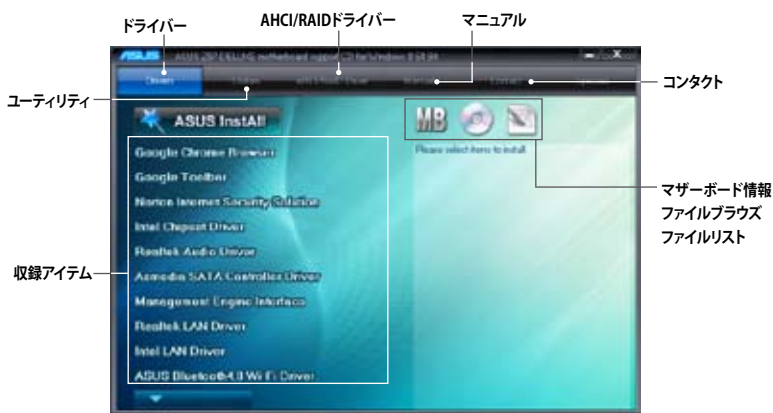 ドライバー
AHCI/RAIDドライバー
マニュアル
コンタクト
ユーティリティ
マザーボード情報
ファイルブラウズ
ファイルリスト
収録アイテム
ASUS motherboard support
Drivers
ASUS InstAll
MB
Please select items to install.
Google Chrome Browser
Google Toolbar
Norton Internet Security Solution
Intel Chipset Driver
Realtek Audio Driver
Asmedia SATA Controller Driver
Management Engine Interface
Realtek LAN Driver
Intel LAN Driver
ASUS Bluetooth4.0 Wi-Fi Driver